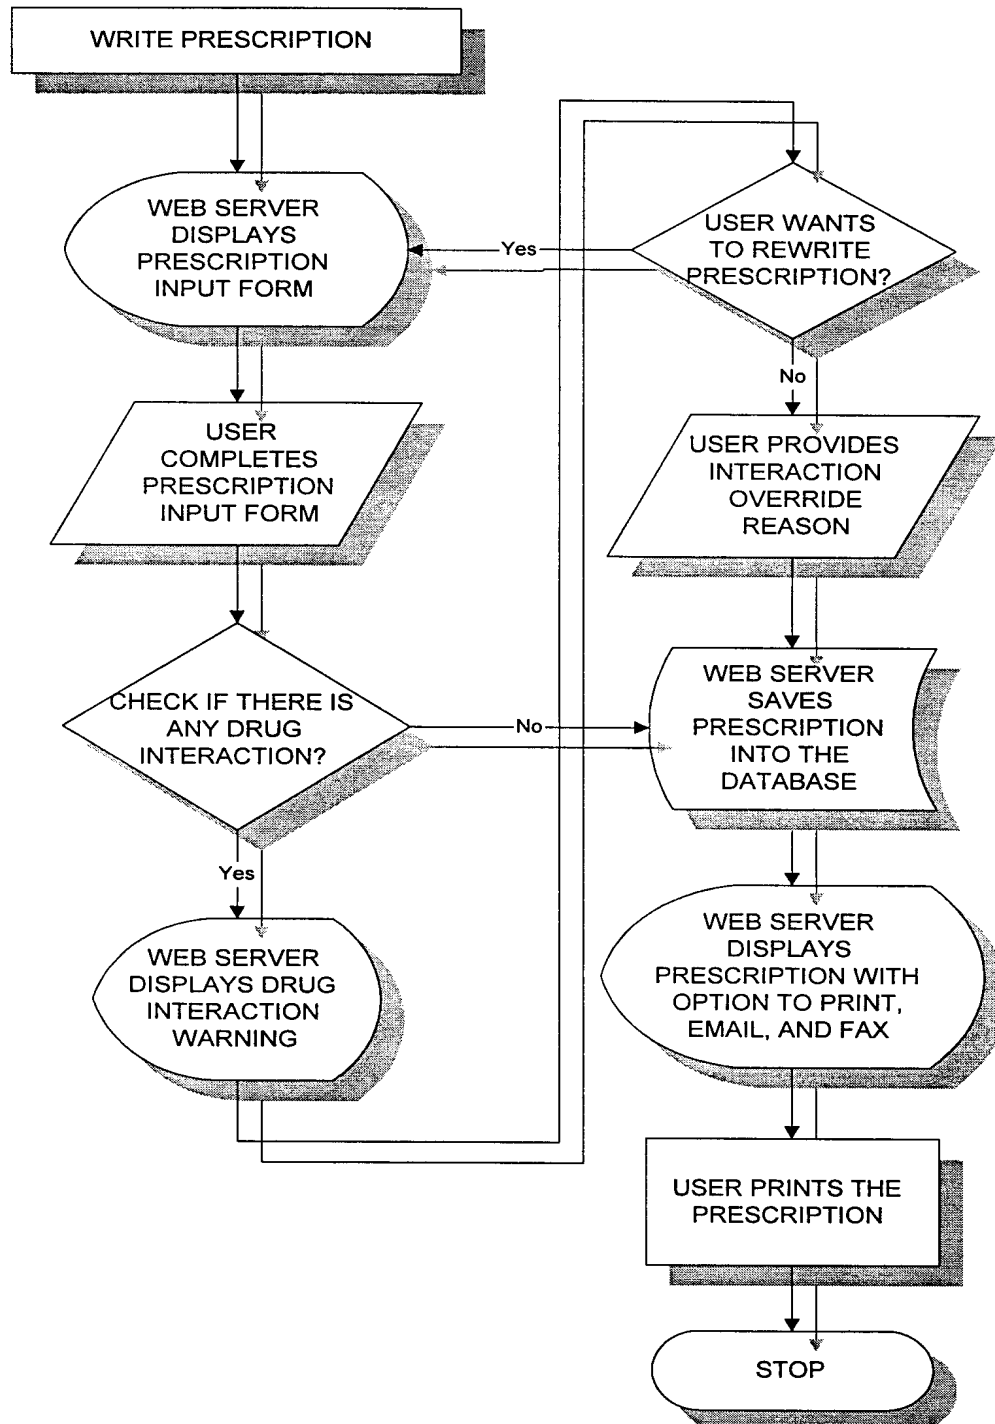 WRITE PRESCRIPTION
WEB SERVER
DISPLAYS
PRESCRIPTION
INPUT FORM
USER
COMPLETES
PRESCRIPTION
INPUT FORM
CHECK IF THERE IS
ANY DRUG
INTERACTION?
Yes
No
WEB SERVER
DISPLAYS DRUG
INTERACTION
WARNING
USER WANTS
TO REWRITE
PRESCRIPTION?
Yes
No
USER PROVIDES
INTERACTION
OVERRIDE
REASON
WEB SERVER
SAVES
PRESCRIPTION
INTO THE
DATABASE
WEB SERVER
DISPLAYS
PRESCRIPTION WITH
OPTION TO PRINT,
EMAIL, AND FAX
USER PRINTS THE
PRESCRIPTION
STOP